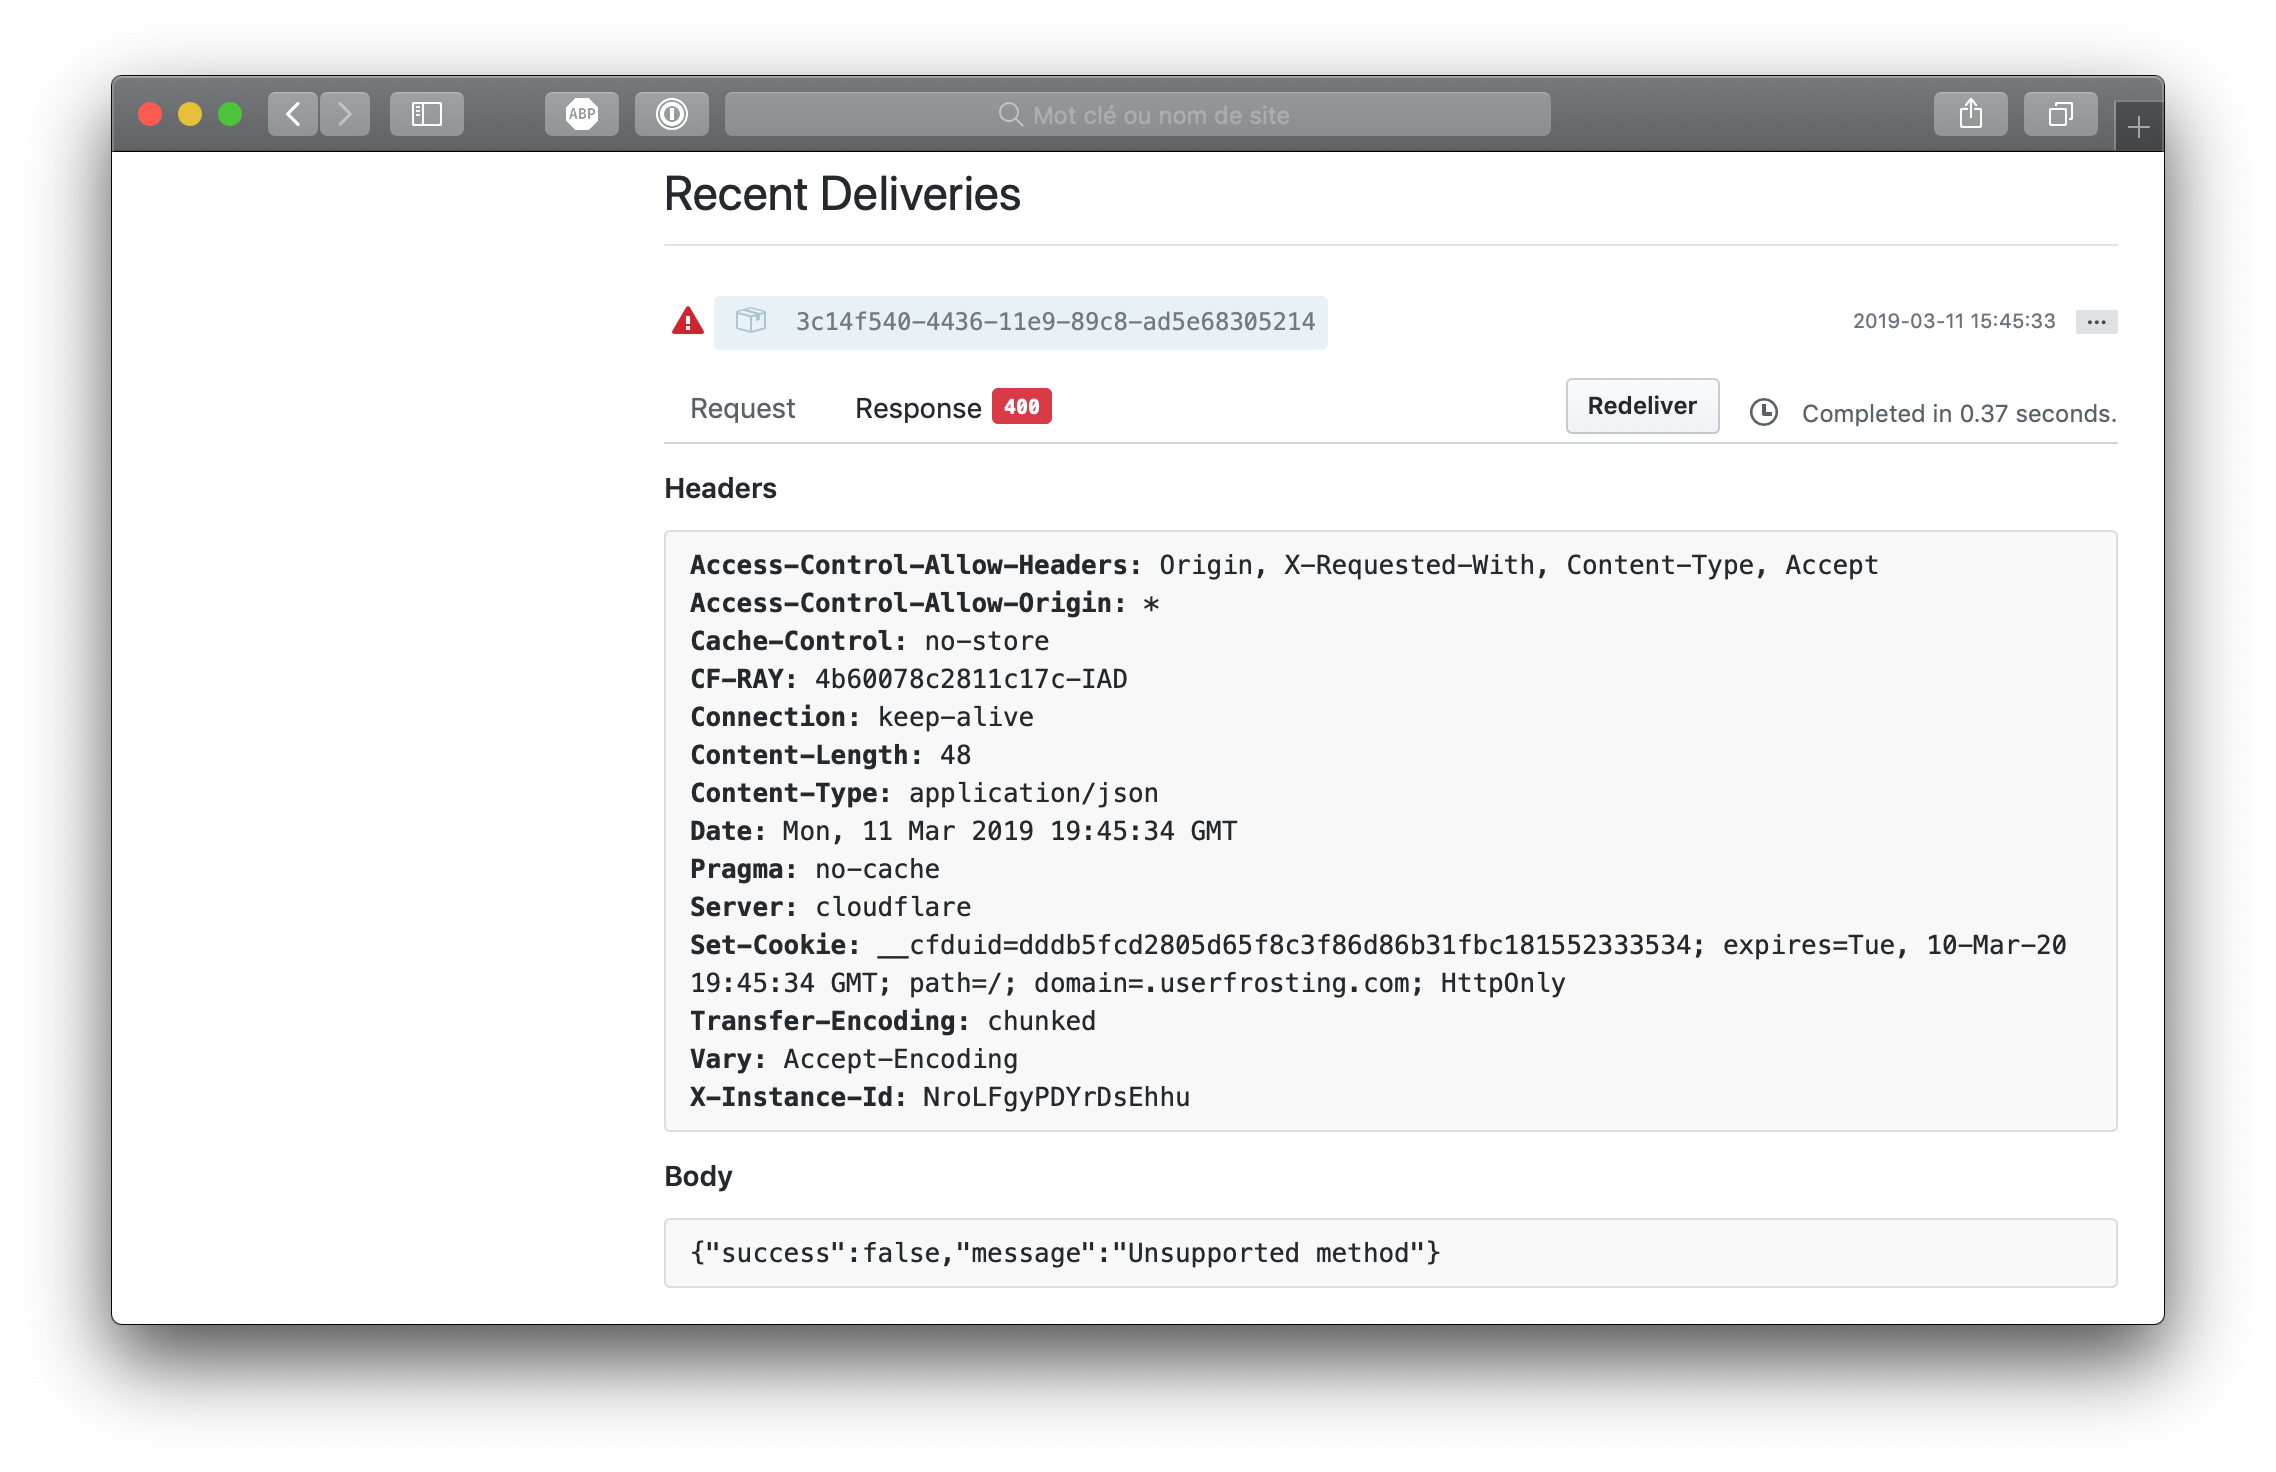 ABP
Mot clé ou nom de site
Recent Deliveries
3c14f540-4436-11e9-89c8-ad5e68305214
2019-03-11 15:45:33
Request Response 400 Redeliver Completed in 0.37 seconds.
Headers
Access-Control-Allow-Headers: Origin, X-Requested-With, Content-Type, Accept
Access-Control-Allow-Origin: *
Cache-Control: no-store
CF-RAY: 4b60078c2811c17c-IAD
Connection: keep-alive
Content-Length: 48
Content-Type: application/json
Date: Mon, 11 Mar 2019 19:45:34 GMT
Pragma: no-cache
Server: cloudflare
Set-Cookie: __cfduid=dddb5fcd2805d65f8c3f86d86b31fbc181552333534; expires=Tue, 10-Mar-20
19:45:34 GMT; path=/; domain=.userfrosting.com; HttpOnly
Transfer-Encoding: chunked
Vary: Accept-Encoding
X-Instance-Id: NroLFgyPDYrDsEhhu
Body
{"success":false,"message":"Unsupported method"}